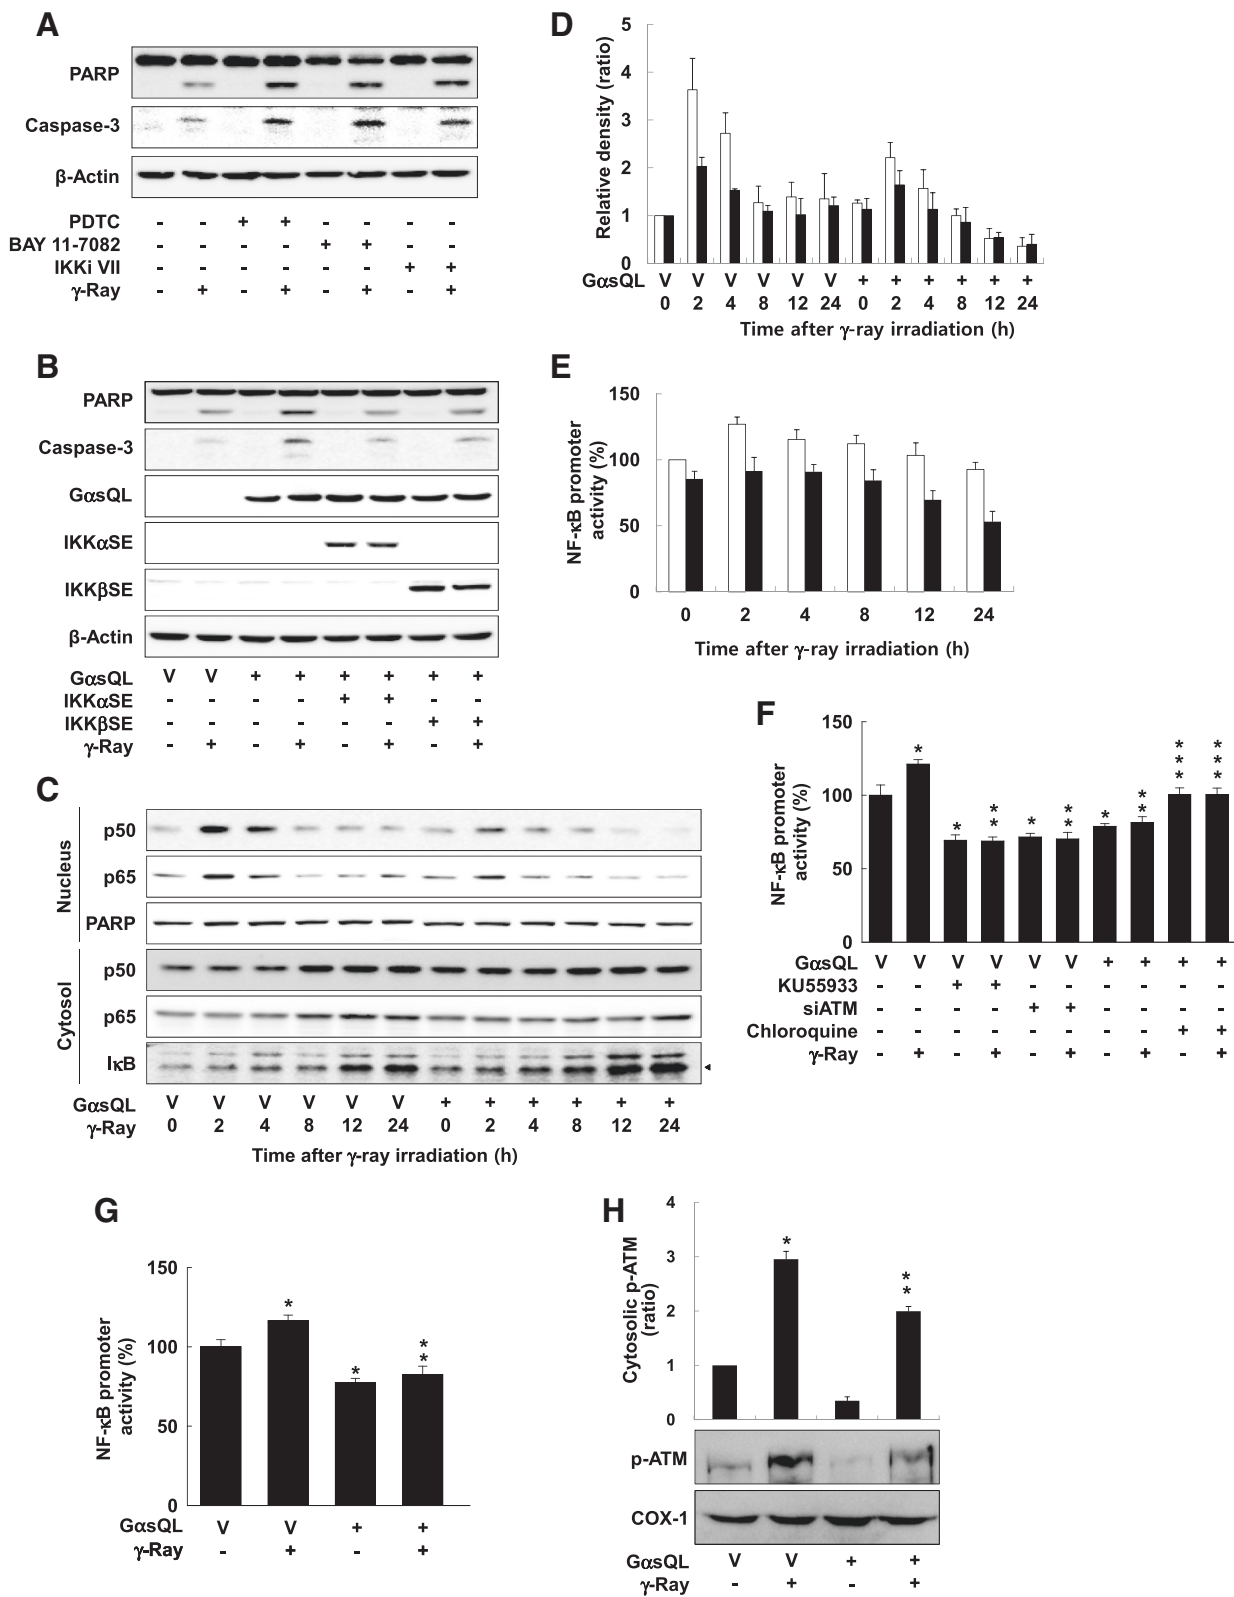 A
PARP
Caspase-3
β-Actin
PDTC - - + + - - - -
BAY 11-7082 - - - - + + - -
IKKi VII - - - - - - + +
γ-Ray - + - + - + - +
B
PARP
Caspase-3
GαsQL
IKKαSE
IKKβSE
β-Actin
GαsQL V V + + + + + +
IKKαSE - - - - + + - -
IKKβSE - - - - - - + +
γ-Ray - + - + - + - +
C
Nucleus
p50
p65
PARP
Cytosol
p50
p65
IκB
GαsQL V V V V V V + + + + + +
γ-Ray 0 2 4 8 12 24 0 2 4 8 12 24
Time after γ-ray irradiation (h)
D
Relative density (ratio)
5
4
3
2
1
0
GαsQL V V V V V V + + + + + +
0 2 4 8 12 24 0 2 4 8 12 24
Time after γ-ray irradiation (h)
E
NF-κB promoter
activity (%)
150
100
50
0
0 2 4 8 12 24
Time after γ-ray irradiation (h)
F
NF-κB promoter
activity (%)
150
100
50
0
* * ** * ** * ** *** ***
GαsQL V V V V V V + + + +
KU55933 - - + + - - - - - -
siATM - - - - + + - - - -
Chloroquine - - - - - - - - + +
γ-Ray - + - + - + - + - +
G
NF-κB promoter
activity (%)
150
100
50
0
* * **
GαsQL V V + +
γ-Ray - + - +
H
Cytosolic p-ATM
(ratio)
4
3
2
1
0
* **
p-ATM
COX-1
GαsQL V V + +
γ-Ray - + - +